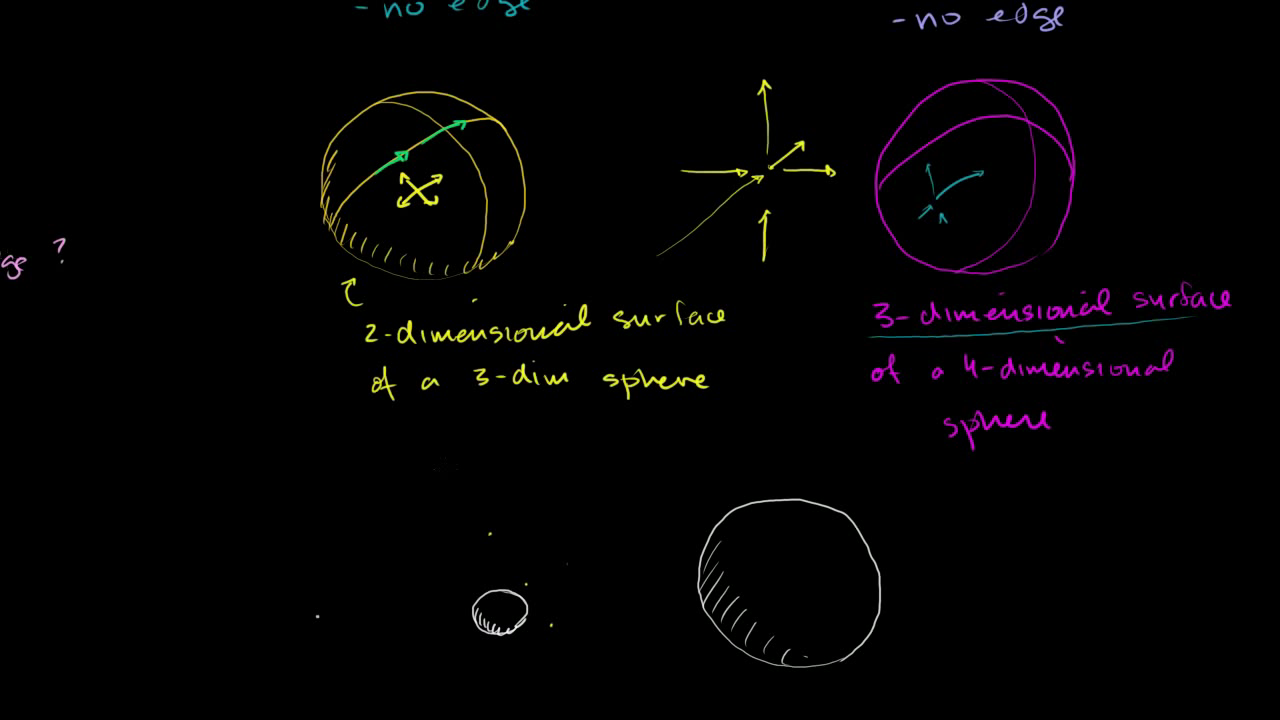 - no edge
- no edge
ge ?
2-dimensional surface
of a 3-dim sphere
3-dimensional surface
of a 4-dimensional
sphere